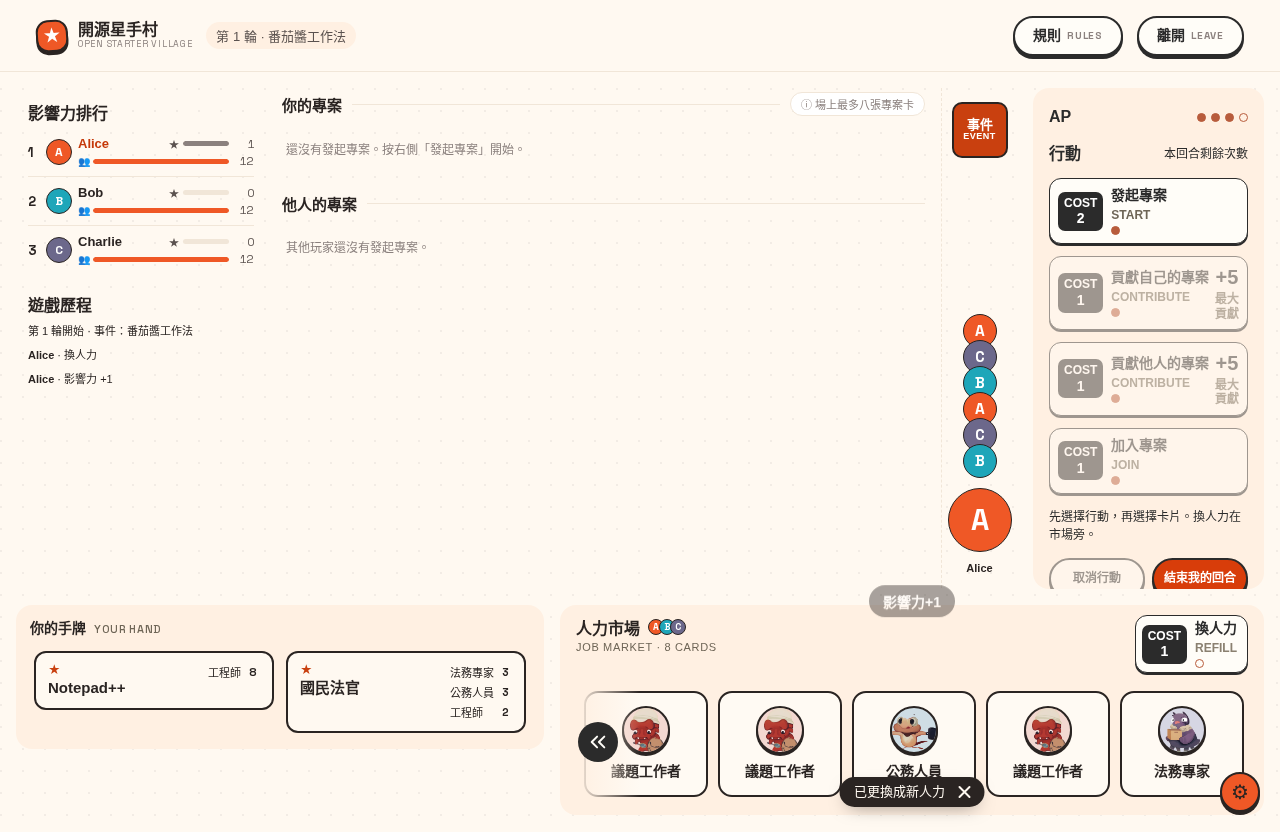 ★
開源星手村
OPEN STARTER VILLAGE
第 1 輪 · 番茄醬工作法
規則 RULES
離開 LEAVE
影響力排行
1 A Alice ★ 1
12
2 B Bob ★ 0
12
3 C Charlie ★ 0
12
遊戲歷程
第 1 輪開始 · 事件：番茄醬工作法
Alice · 換人力
Alice · 影響力 +1
你的專案
ⓘ 場上最多八張專案卡
還沒有發起專案。按右側「發起專案」開始。
他人的專案
其他玩家還沒有發起專案。
事件
EVENT
A
C
B
A
C
B
A
Alice
AP
行動
本回合剩餘次數
COST
2
發起專案
START
COST
1
貢獻自己的專案
CONTRIBUTE
+5
最大
貢獻
COST
1
貢獻他人的專案
CONTRIBUTE
+5
最大
貢獻
COST
1
加入專案
JOIN
先選擇行動，再選擇卡片。換人力在
市場旁。
取消行動
結束我的回合
影響力+1
你的手牌 YOUR HAND
★
Notepad++
工程師 8
★
國民法官
法務專家 3
公務人員 3
工程師 2
人力市場 A B C
JOB MARKET · 8 CARDS
COST
1
換人力
REFILL
議題工作者
議題工作者
公務人員
議題工作者
法務專家
已更換成新人力